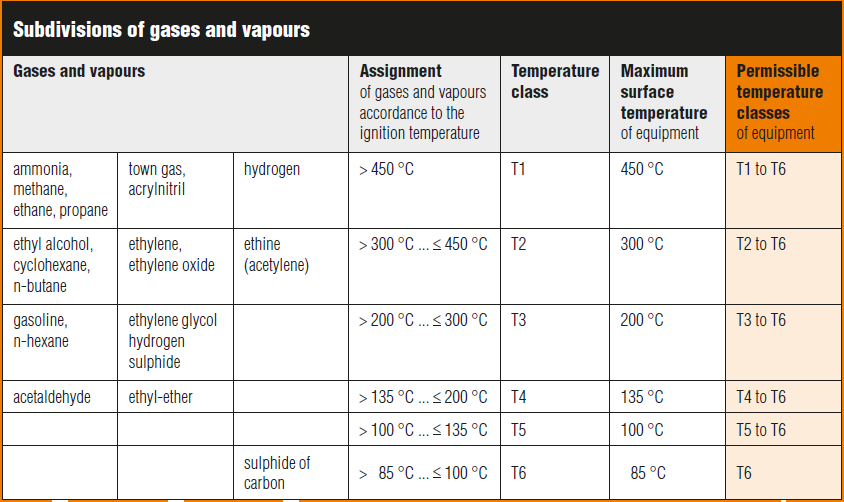 Subdivisions of gases and vapours
Gases and vapours
Assignment
of gases and vapours
accordance to the
ignition temperature
Temperature
class
Maximum
surface
temperature
of equipment
Permissible
temperature
classes
of equipment
ammonia,
methane,
ethane, propane
town gas,
acrylnitril
hydrogen
> 450 °C
T1
450 °C
T1 to T6
ethyl alcohol,
cyclohexane,
n-butane
ethylene,
ethylene oxide
ethine
(acetylene)
> 300 °C ... ≤ 450 °C
T2
300 °C
T2 to T6
gasoline,
n-hexane
ethylene glycol
hydrogen
sulphide
> 200 °C ... ≤ 300 °C
T3
200 °C
T3 to T6
acetaldehyde
ethyl-ether
> 135 °C ... ≤ 200 °C
T4
135 °C
T4 to T6
> 100 °C ... ≤ 135 °C
T5
100 °C
T5 to T6
sulphide of
carbon
> 85 °C ... ≤ 100 °C
T6
85 °C
T6